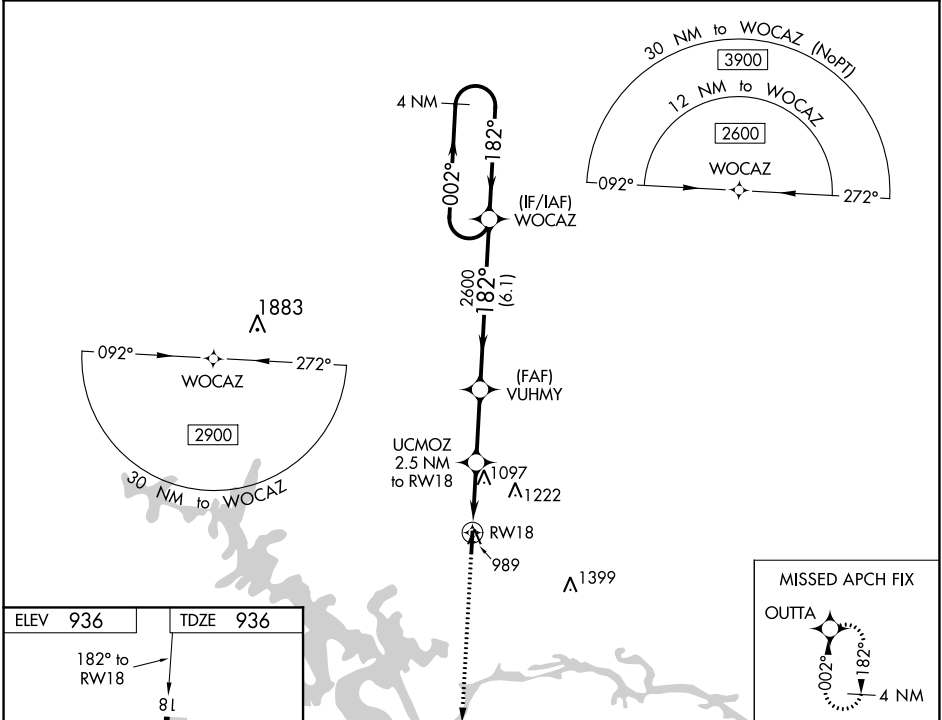 30 NM to WOCAZ (NoPT)
3900
12 NM to WOCAZ
2600
WOCAZ
092°
272°
4 NM
182°
002°
(IF/IAF)
WOCAZ
2600
182°
(6.1)
1883
092°
272°
WOCAZ
2900
30 NM to WOCAZ
(FAF)
VUHMY
UCMOZ
2.5 NM
to RW18
1097
1222
RW18
989
1399
MISSED APCH FIX
OUTTA
002°
182°
4 NM
ELEV 936
TDZE 936
182° to
RW18
18